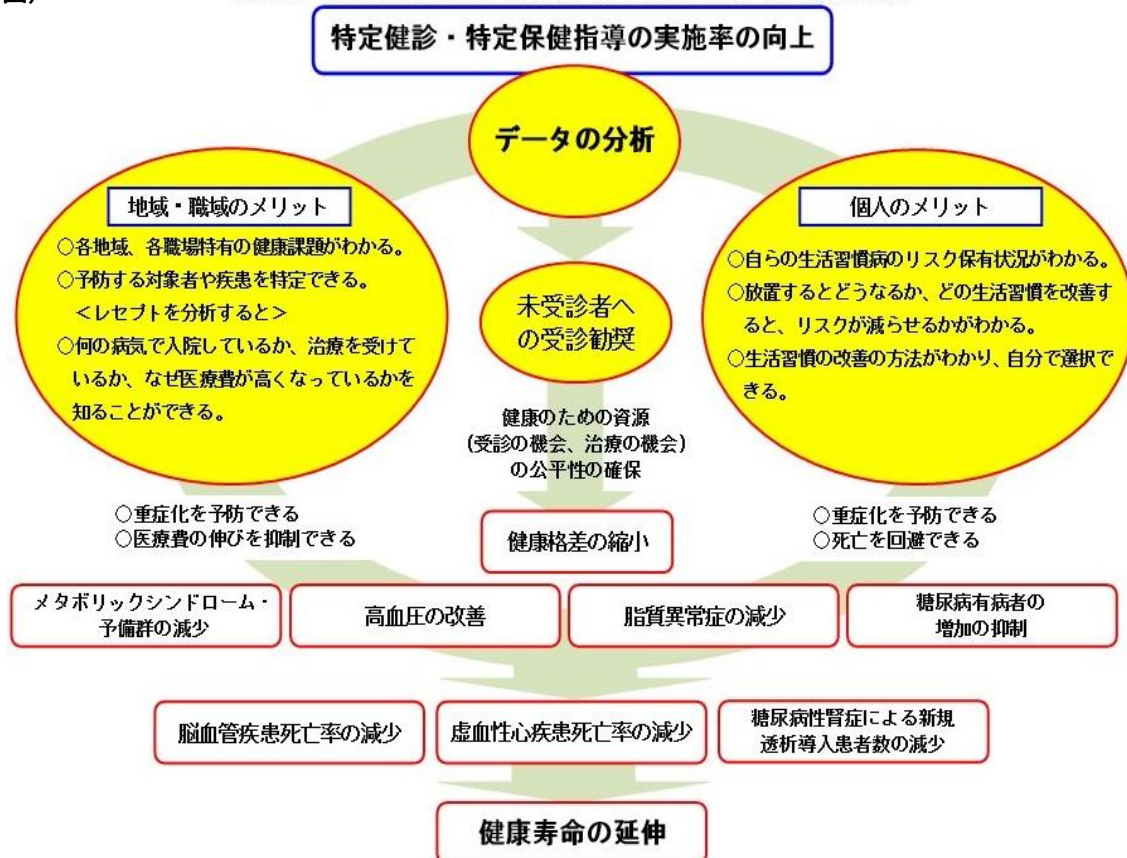 特定健診・特定保健指導の実施率の向上
データの分析
地域・職域のメリット
○各地域、各職場特有の健康課題がわかる。
○予防する対象者や疾患を特定できる。
＜レセプトを分析すると＞
○何の病気で入院しているか、治療を受けて
いるか、なぜ医療費が高くなっているかを
知ることができる。
未受診者へ
の受診勧奨
個人のメリット
○自らの生活習慣病のリスク保有状況がわかる。
○放置するとどうなるか、どの生活習慣を改善す
ると、リスクが減らせるかがわかる。
○生活習慣の改善の方法がわかり、自分で選択で
きる。
健康のための資源
(受診の機会、治療の機会)
の公平性の確保
○重症化を予防できる
○医療費の伸びを抑制できる
健康格差の縮小
○重症化を予防できる
○死亡を回避できる
メタボリックシンドローム・
予備群の減少
高血圧の改善
脂質異常症の減少
糖尿病有病者の
増加の抑制
脳血管疾患死亡率の減少
虚血性心疾患死亡率の減少
糖尿病性腎症による新規
透析導入患者数の減少
健康寿命の延伸